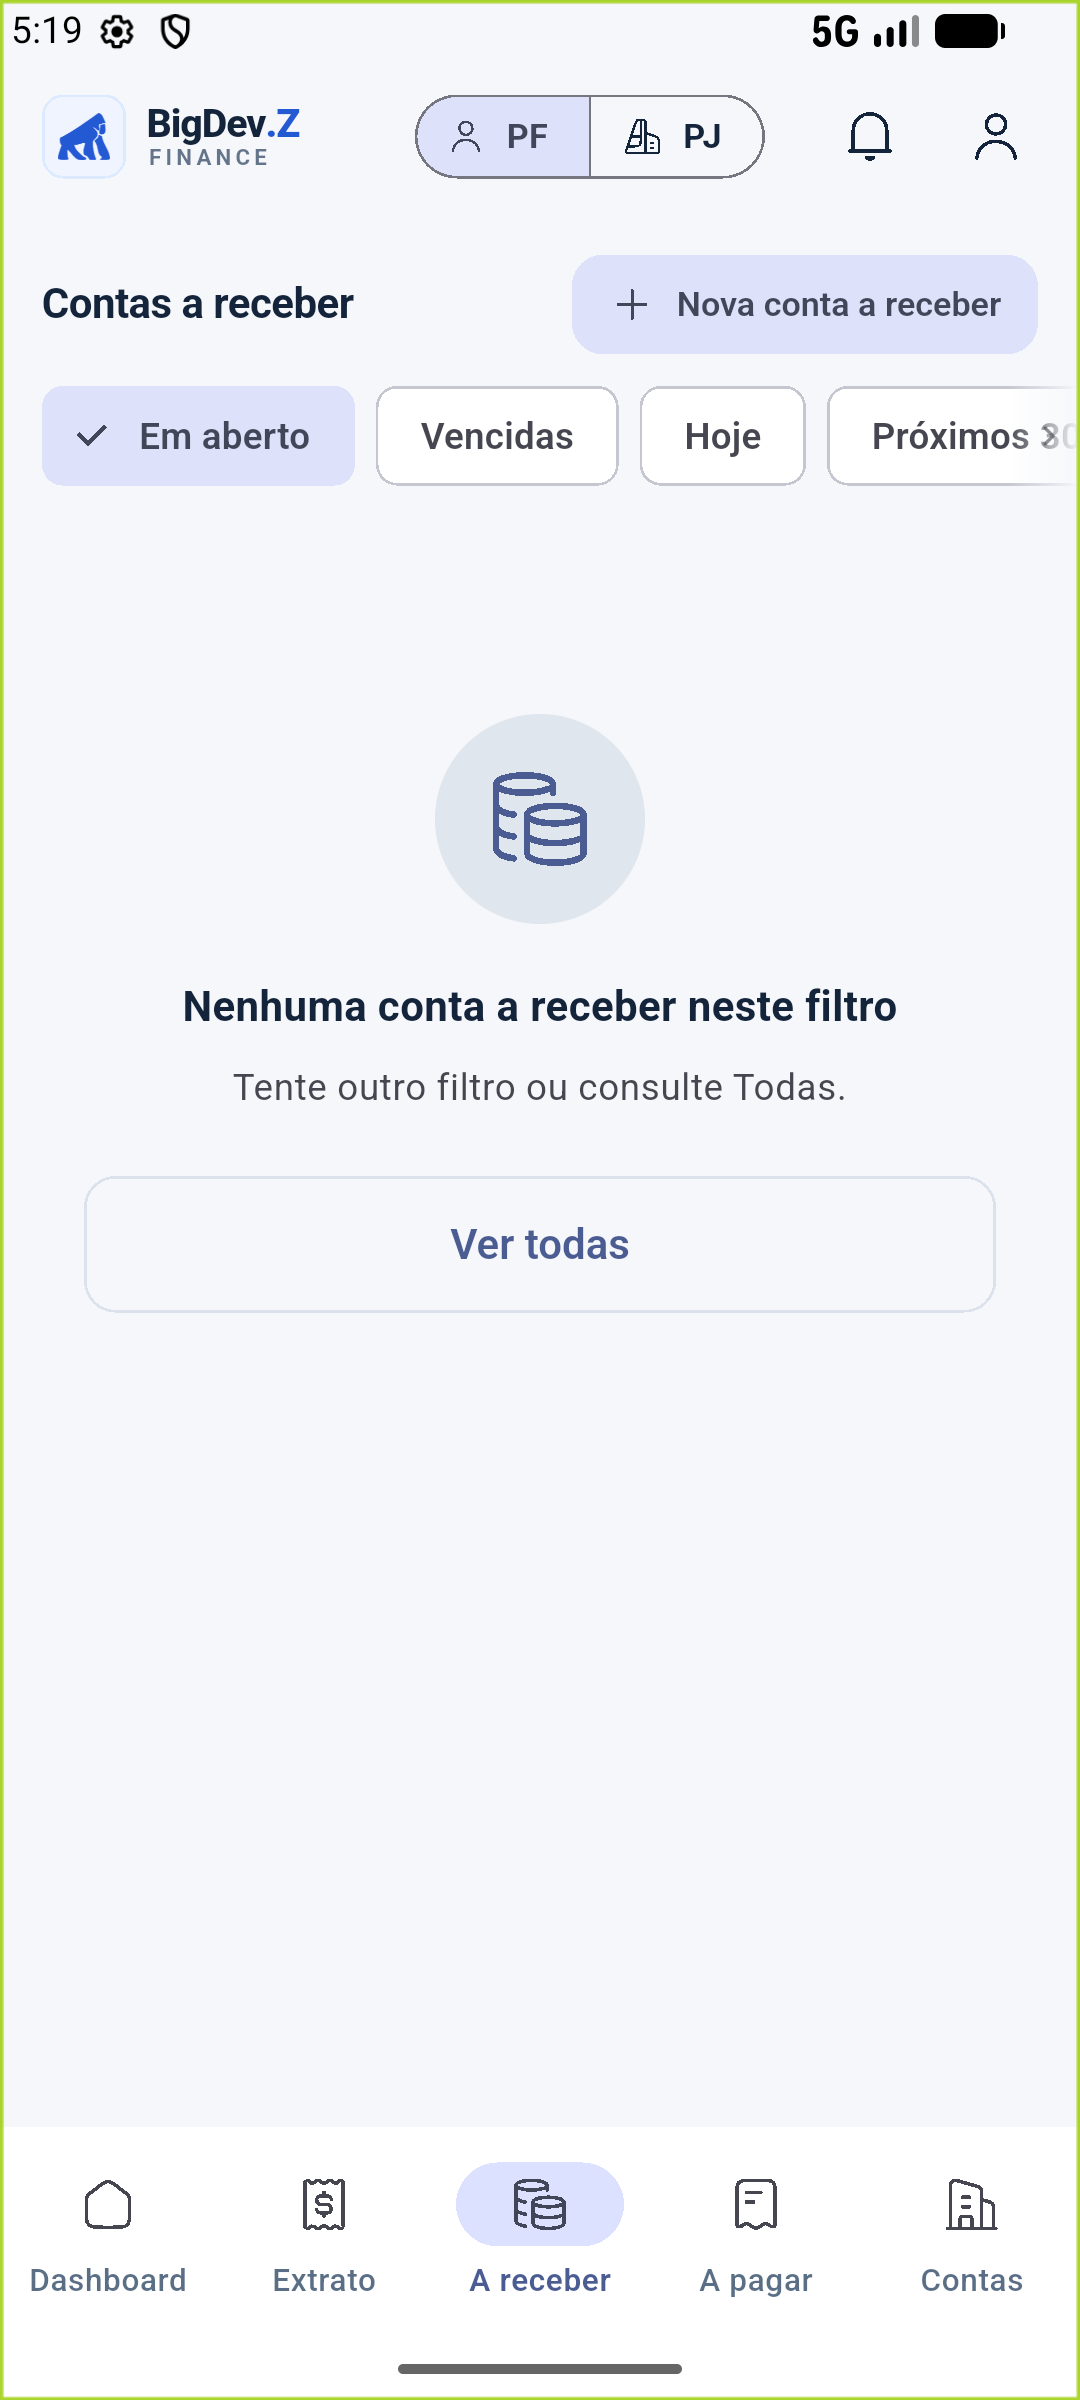 5:19
5G
BigDev.Z
FINANCE
PF
PJ
Contas a receber
Nova conta a receber
Em aberto
Vencidas
Hoje
Próximos 30
Nenhuma conta a receber neste filtro
Tente outro filtro ou consulte Todas.
Ver todas
Dashboard
Extrato
A receber
A pagar
Contas